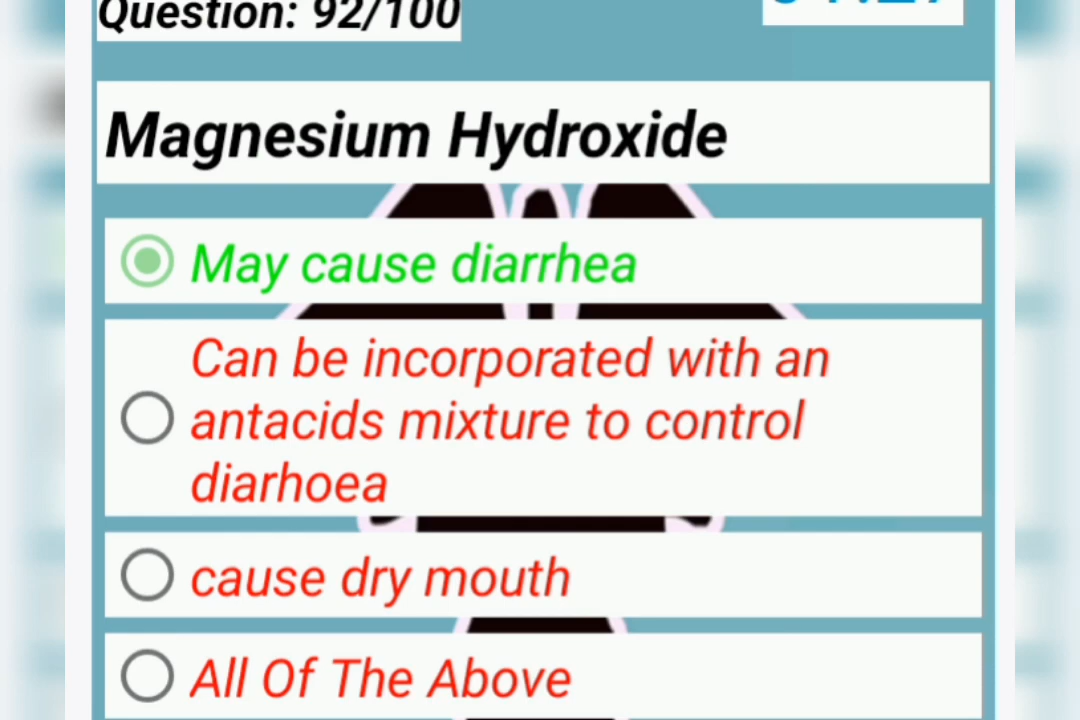 Question: 92/100
Magnesium Hydroxide
May cause diarrhea
Can be incorporated with an
antacids mixture to control
diarhoea
cause dry mouth
All Of The Above